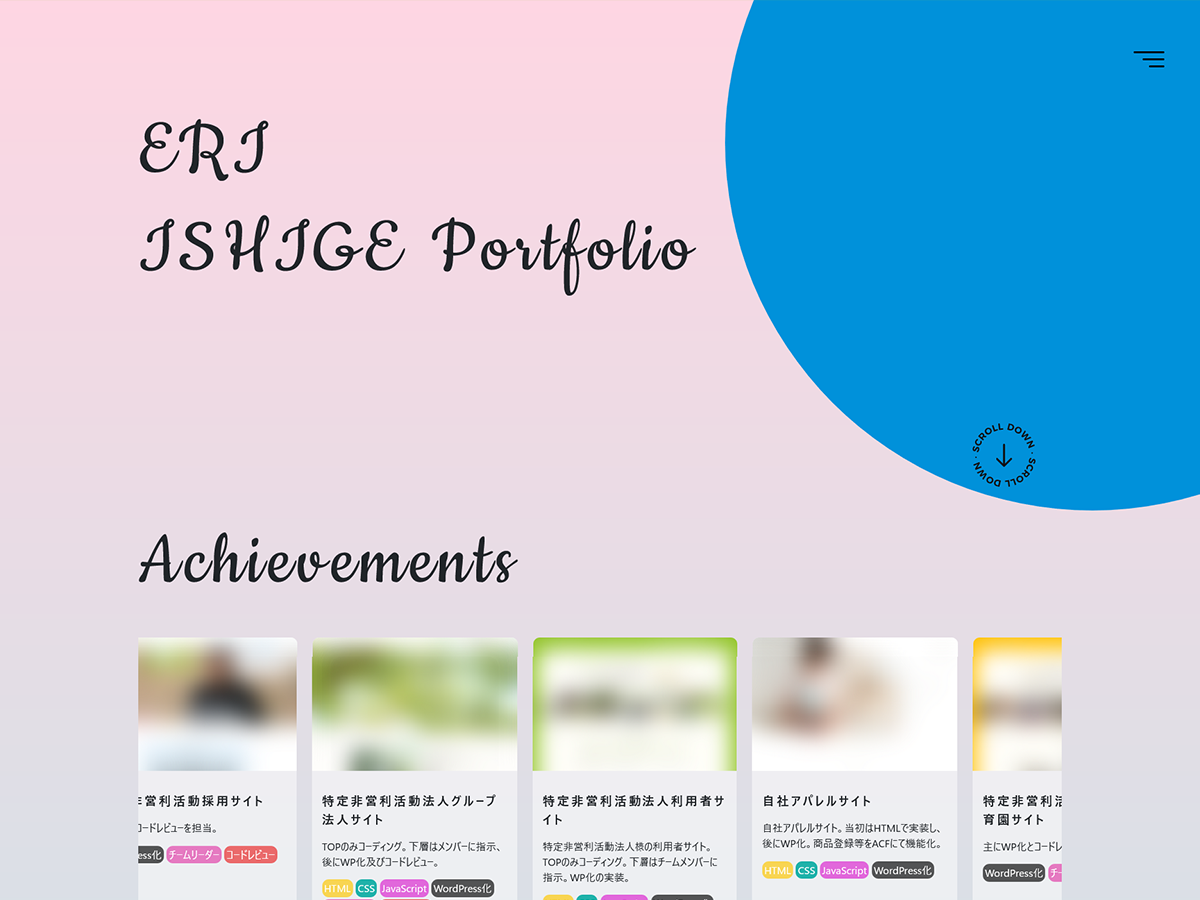 ERI
ISHIGE Portfolio
SCROLL DOWN · SCROLL DOWN ·
Achievements
営利活動採用サイト
コードレビューを担当。
チームリーダー コードレビュー
特定非営利活動法人グループ
法人サイト
TOPのみコーディング。下層はメンバーに指示、
後にWP化及びコードレビュー。
HTML CSS JavaScript WordPress化
特定非営利活動法人利用者サ
イト
特定非営利活動法人様の利用者サイト。
TOPのみコーディング。下層はチームメンバーに
指示。WP化の実装。
自社アパレルサイト
自社アパレルサイト。当初はHTMLで実装し、
後にWP化。商品登録等をACFにて機能化。
HTML CSS JavaScript WordPress化
特定非営利
育園サイト
主にWP化とコード
WordPress化